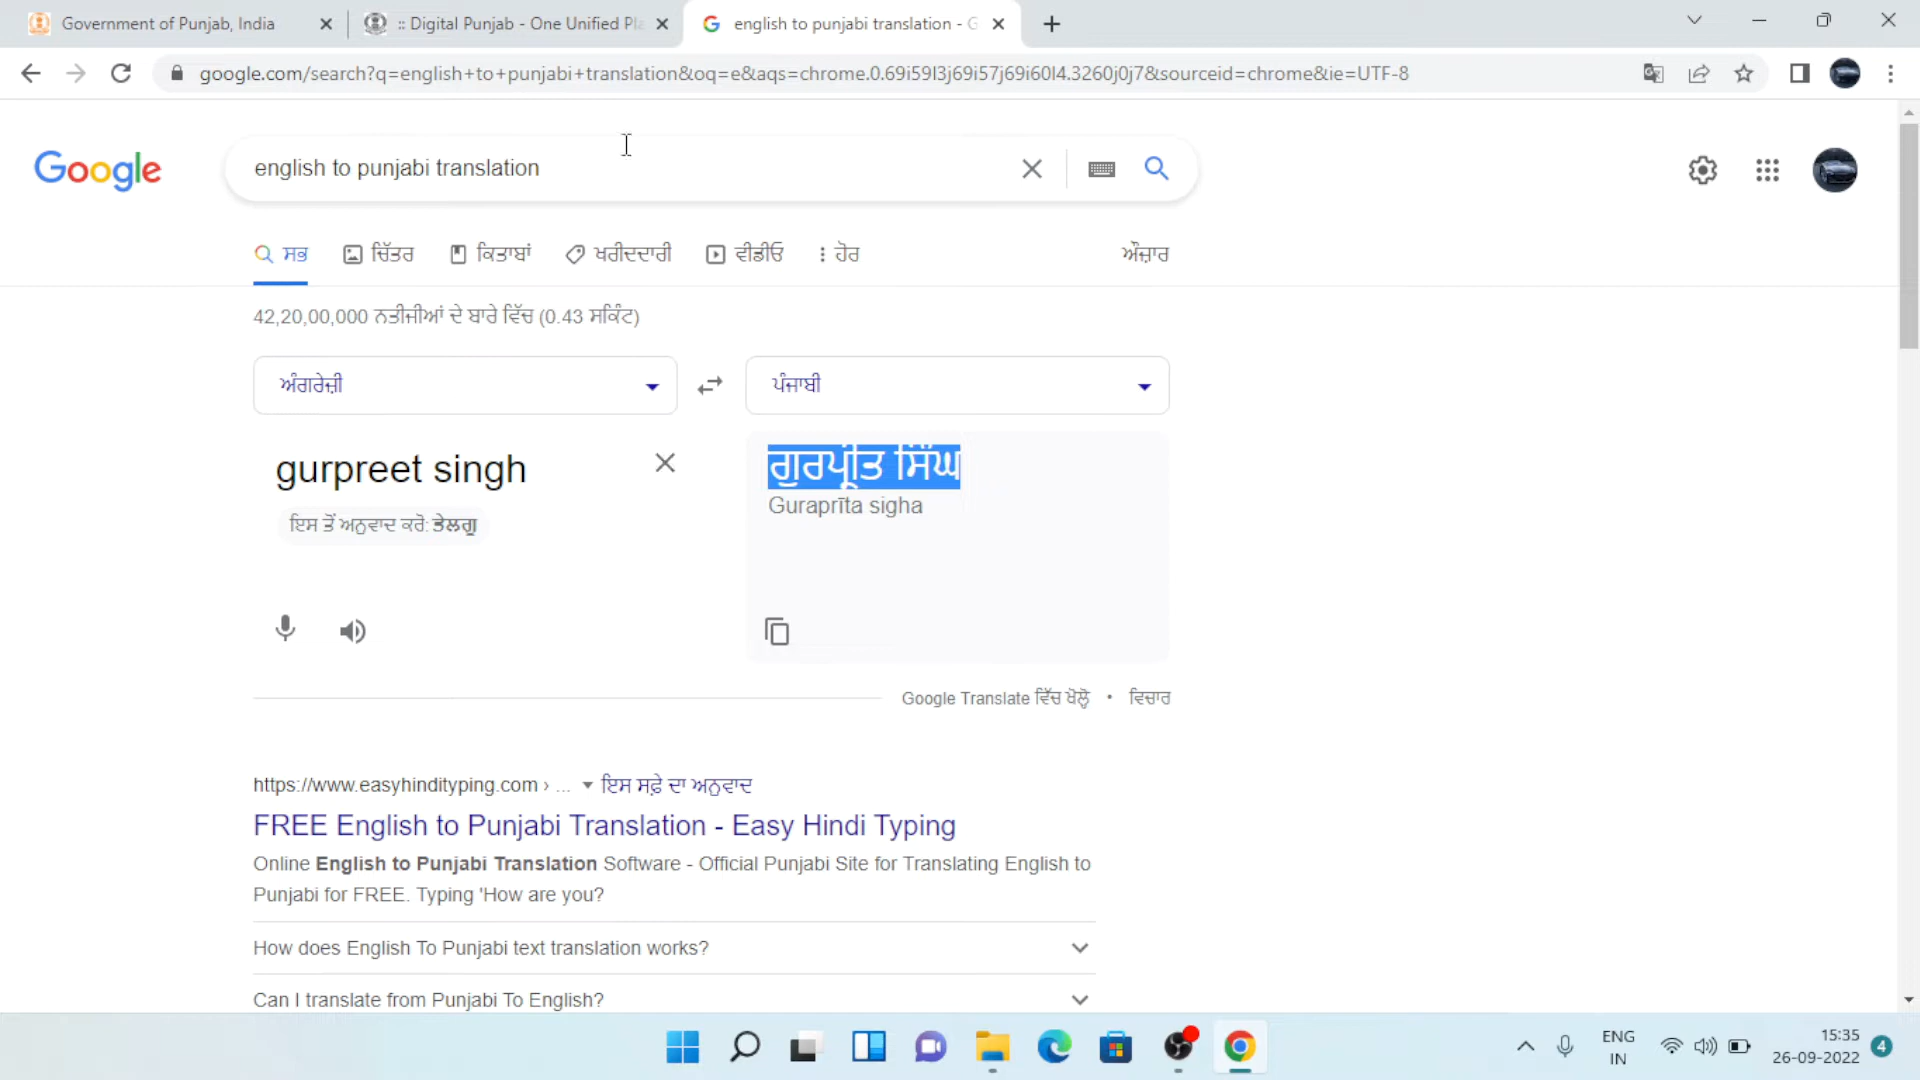 Government of Punjab, India
:: Digital Punjab - One Unified Pla
english to punjabi translation - G
google.com/search?q=english+to+punjabi+translation&oq=e&aqs=chrome.0.69i59l3j69i57j69i60l4.3260j0j7&sourceid=chrome&ie=UTF-8
Google
english to punjabi translation
ਸਭ ਚਿੱਤਰ ਕਿਤਾਬਾਂ ਖਰੀਦਦਾਰੀ ਵੀਡੀਓ ਹੋਰ ਔਜ਼ਾਰ
42,20,00,000 ਨਤੀਜੀਆਂ ਦੇ ਬਾਰੇ ਵਿੱਚ (0.43 ਸਕਿੰਟ)
ਅੰਗਰੇਜ਼ੀ ਪੰਜਾਬੀ
gurpreet singh
ਗੁਰਪ੍ਰੀਤ ਸਿੰਘ
Guraprīta sigha
ਇਸ ਤੋਂ ਅਨੁਵਾਦ ਕਰੋ: ਤੇਲਗੂ
Google Translate ਵਿੱਚ ਖੋਲ੍ਹੋ • ਵਿਚਾਰ
https://www.easyhindityping.com › ... ਇਸ ਸਫ਼ੇ ਦਾ ਅਨੁਵਾਦ
FREE English to Punjabi Translation - Easy Hindi Typing
Online English to Punjabi Translation Software - Official Punjabi Site for Translating English to
Punjabi for FREE. Typing 'How are you?
How does English To Punjabi text translation works?
Can I translate from Punjabi To English?
ENG
IN
15:35
26-09-2022
4